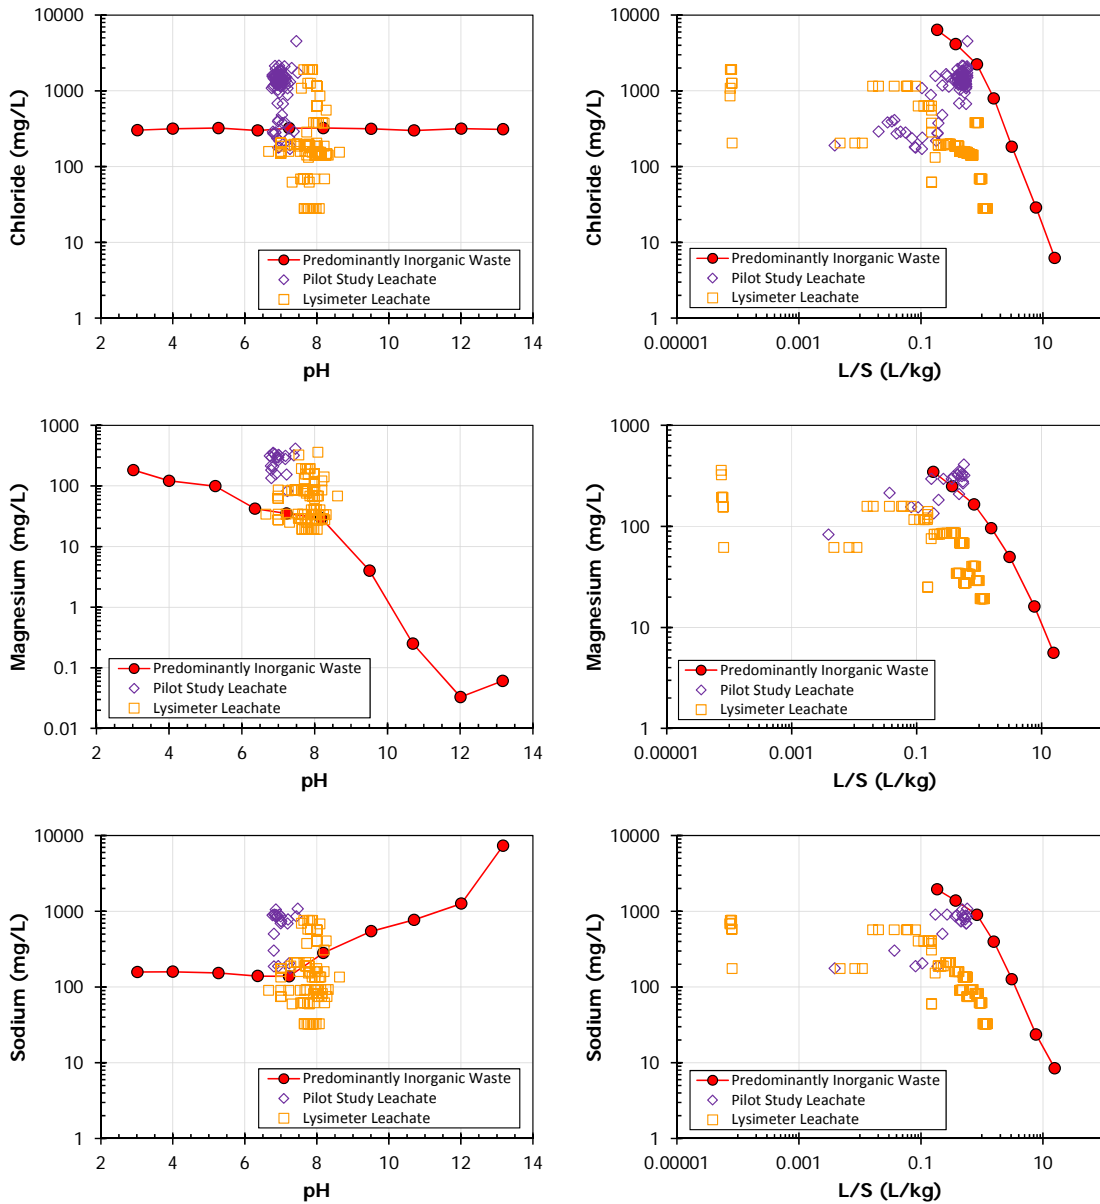 10000
1000
100
10
1
Chloride (mg/L)
Predominantly Inorganic Waste
Pilot Study Leachate
Lysimeter Leachate
2 4 6 8 10 12 14
pH
10000
1000
100
10
1
Chloride (mg/L)
Predominantly Inorganic Waste
Pilot Study Leachate
Lysimeter Leachate
0.00001 0.001 0.1 10
L/S (L/kg)
1000
100
10
1
0.1
0.01
Magnesium (mg/L)
Predominantly Inorganic Waste
Pilot Study Leachate
Lysimeter Leachate
2 4 6 8 10 12 14
pH
1000
100
10
1
Magnesium (mg/L)
Predominantly Inorganic Waste
Pilot Study Leachate
Lysimeter Leachate
0.00001 0.001 0.1 10
L/S (L/kg)
10000
1000
100
10
1
Sodium (mg/L)
Predominantly Inorganic Waste
Pilot Study Leachate
Lysimeter Leachate
2 4 6 8 10 12 14
pH
10000
1000
100
10
1
Sodium (mg/L)
Predominantly Inorganic Waste
Pilot Study Leachate
Lysimeter Leachate
0.00001 0.001 0.1 10
L/S (L/kg)